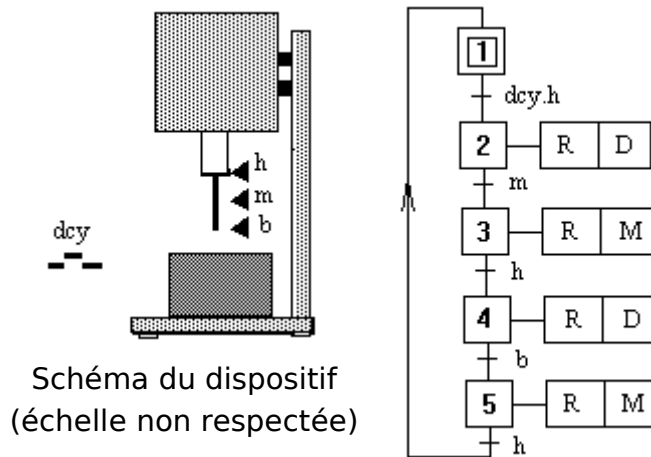 h
m
b
dcy
Schéma du dispositif
(échelle non respectée)
1
dcy.h
2 R D
m
3 R M
h
4 R D
b
5 R M
h